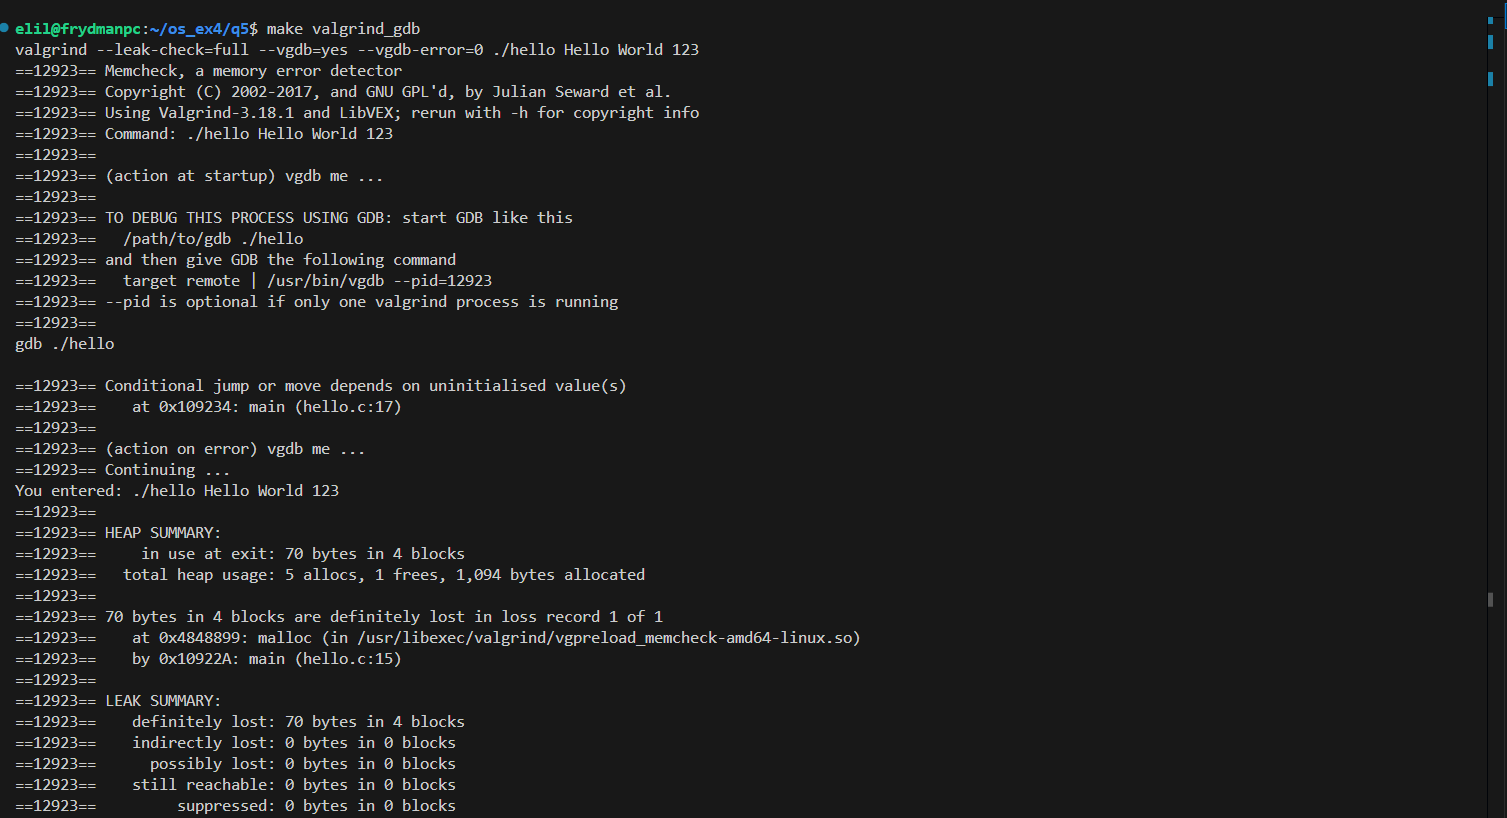 elil@frydmanpc:~/os_ex4/q5$ make valgrind_gdb
valgrind --leak-check=full --vgdb=yes --vgdb-error=0 ./hello Hello World 123
==12923== Memcheck, a memory error detector
==12923== Copyright (C) 2002-2017, and GNU GPL'd, by Julian Seward et al.
==12923== Using Valgrind-3.18.1 and LibVEX; rerun with -h for copyright info
==12923== Command: ./hello Hello World 123
==12923==
==12923== (action at startup) vgdb me ...
==12923==
==12923== TO DEBUG THIS PROCESS USING GDB: start GDB like this
==12923==   /path/to/gdb ./hello
==12923== and then give GDB the following command
==12923==   target remote | /usr/bin/vgdb --pid=12923
==12923== --pid is optional if only one valgrind process is running
==12923==
gdb ./hello
==12923== Conditional jump or move depends on uninitialised value(s)
==12923==    at 0x109234: main (hello.c:17)
==12923==
==12923== (action on error) vgdb me ...
==12923== Continuing ...
You entered: ./hello Hello World 123
==12923==
==12923== HEAP SUMMARY:
==12923==     in use at exit: 70 bytes in 4 blocks
==12923==   total heap usage: 5 allocs, 1 frees, 1,094 bytes allocated
==12923==
==12923== 70 bytes in 4 blocks are definitely lost in loss record 1 of 1
==12923==    at 0x4848899: malloc (in /usr/libexec/valgrind/vgpreload_memcheck-amd64-linux.so)
==12923==    by 0x10922A: main (hello.c:15)
==12923==
==12923== LEAK SUMMARY:
==12923==    definitely lost: 70 bytes in 4 blocks
==12923==    indirectly lost: 0 bytes in 0 blocks
==12923==      possibly lost: 0 bytes in 0 blocks
==12923==    still reachable: 0 bytes in 0 blocks
==12923==         suppressed: 0 bytes in 0 blocks